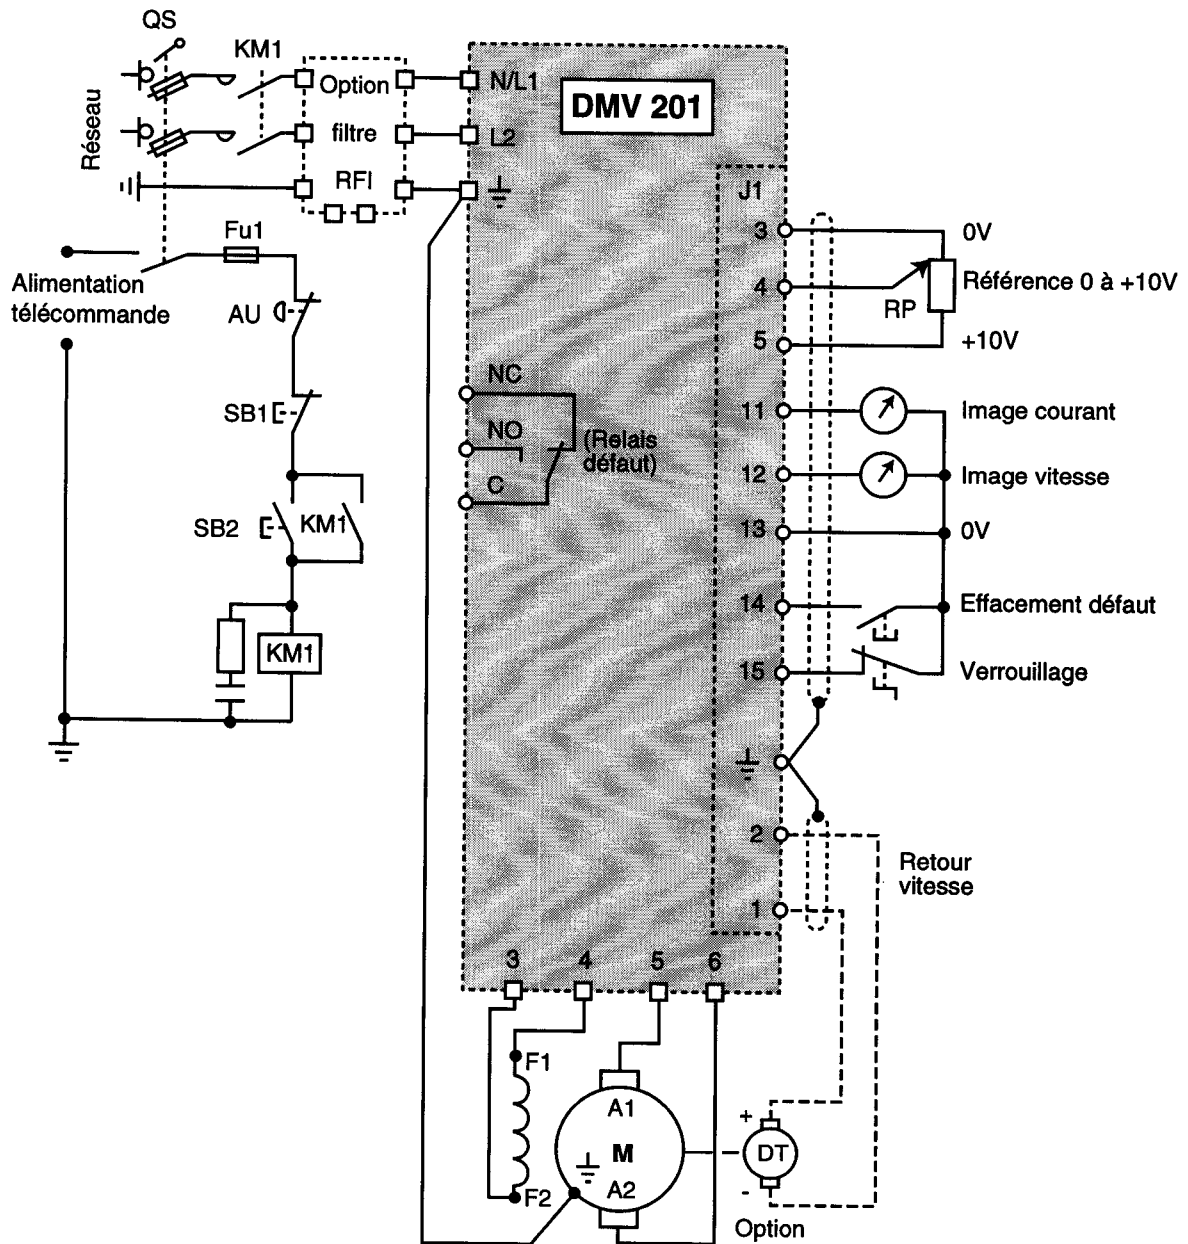 QS
KM1
Réseau
Option
filtre
RFI
N/L1
L2
DMV 201
J1
Fu1
Alimentation
télécommande
AU
SB1
SB2
KM1
KM1
NC
NO
C
(Relais
défaut)
3
0V
4
RP
Référence 0 à +10V
5
+10V
11
Image courant
12
Image vitesse
13
0V
14
Effacement défaut
15
Verrouillage
2
1
Retour
vitesse
3
4
5
6
F1
F2
A1
M
A2
+
DT
-
Option